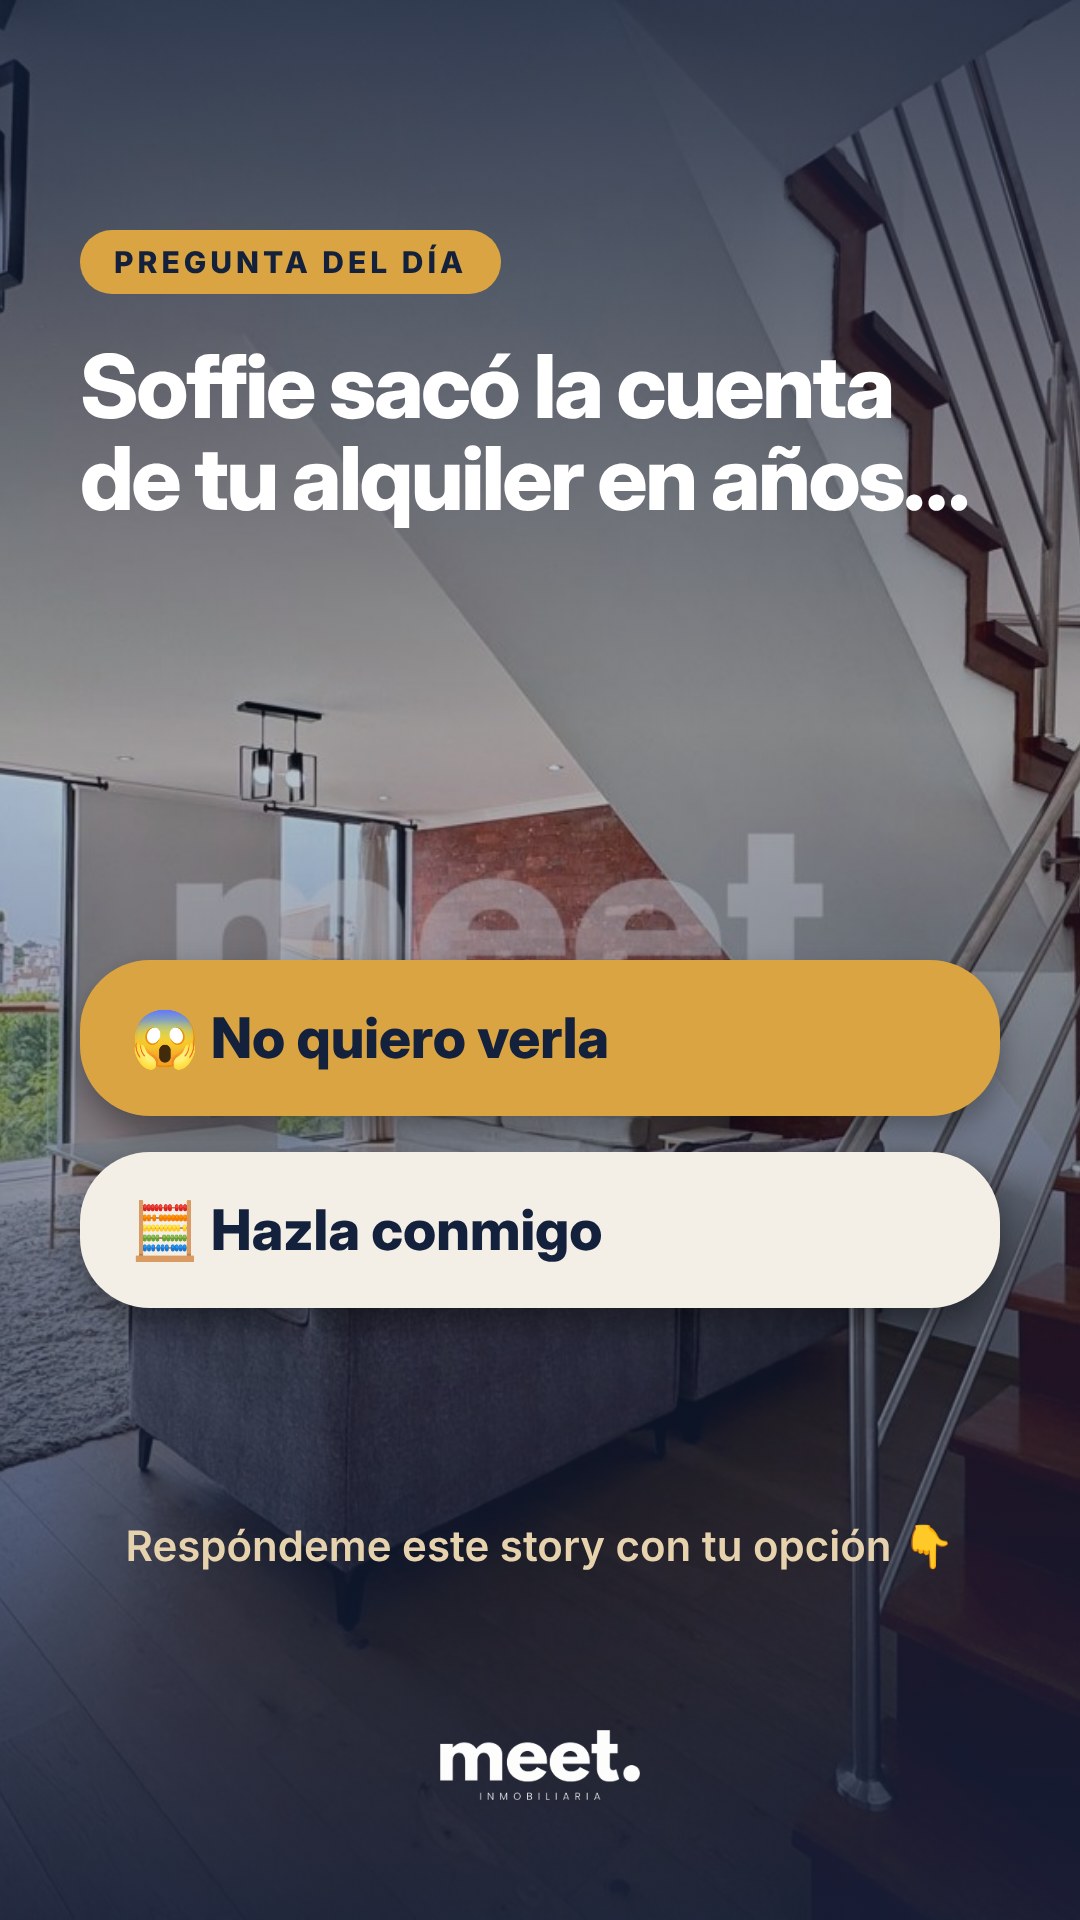 PREGUNTA DEL DÍA
Soffie sacó la cuenta
de tu alquiler en años...
meet
😱 No quiero verla
🧮 Hazla conmigo
Respóndeme este story con tu opción 👇
meet.
INMOBILIARIA